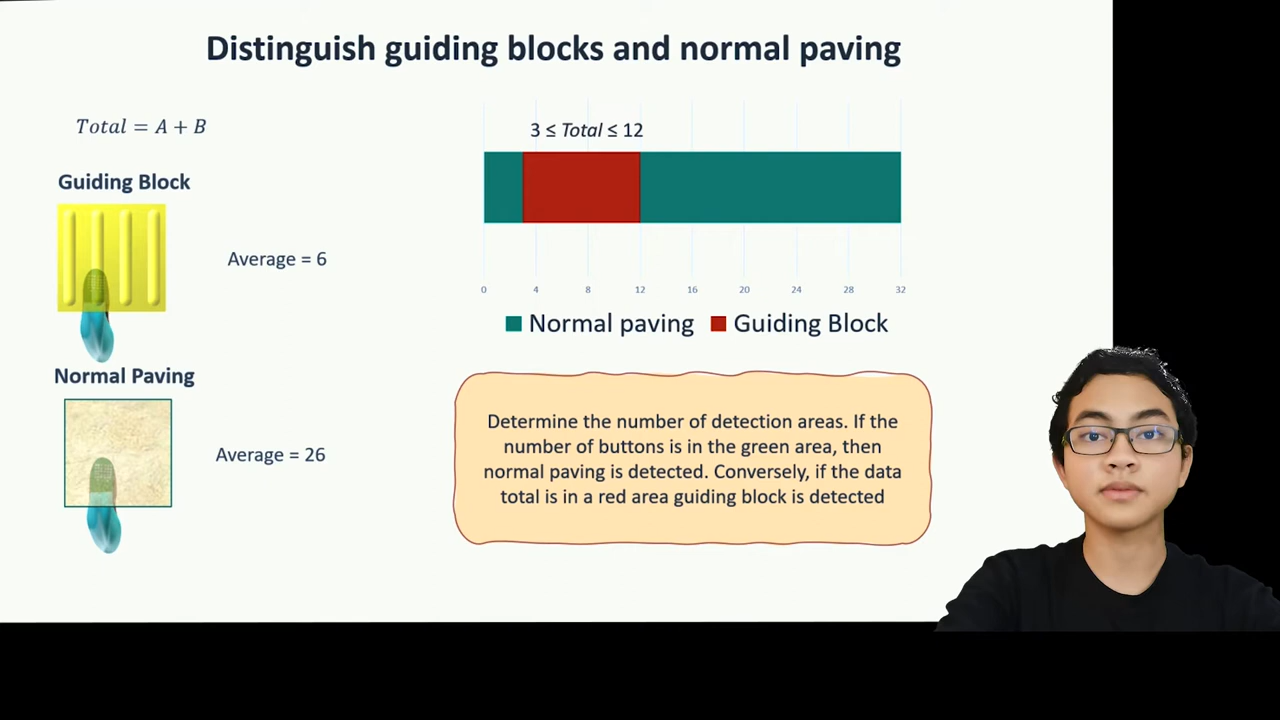 Distinguish guiding blocks and normal paving
Total = A + B
Guiding Block
Average = 6
Normal Paving
Average = 26
3 ≤ Total ≤ 12
0 4 8 12 16 20 24 28 32
Normal paving Guiding Block
Determine the number of detection areas. If the
number of buttons is in the green area, then
normal paving is detected. Conversely, if the data
total is in a red area guiding block is detected